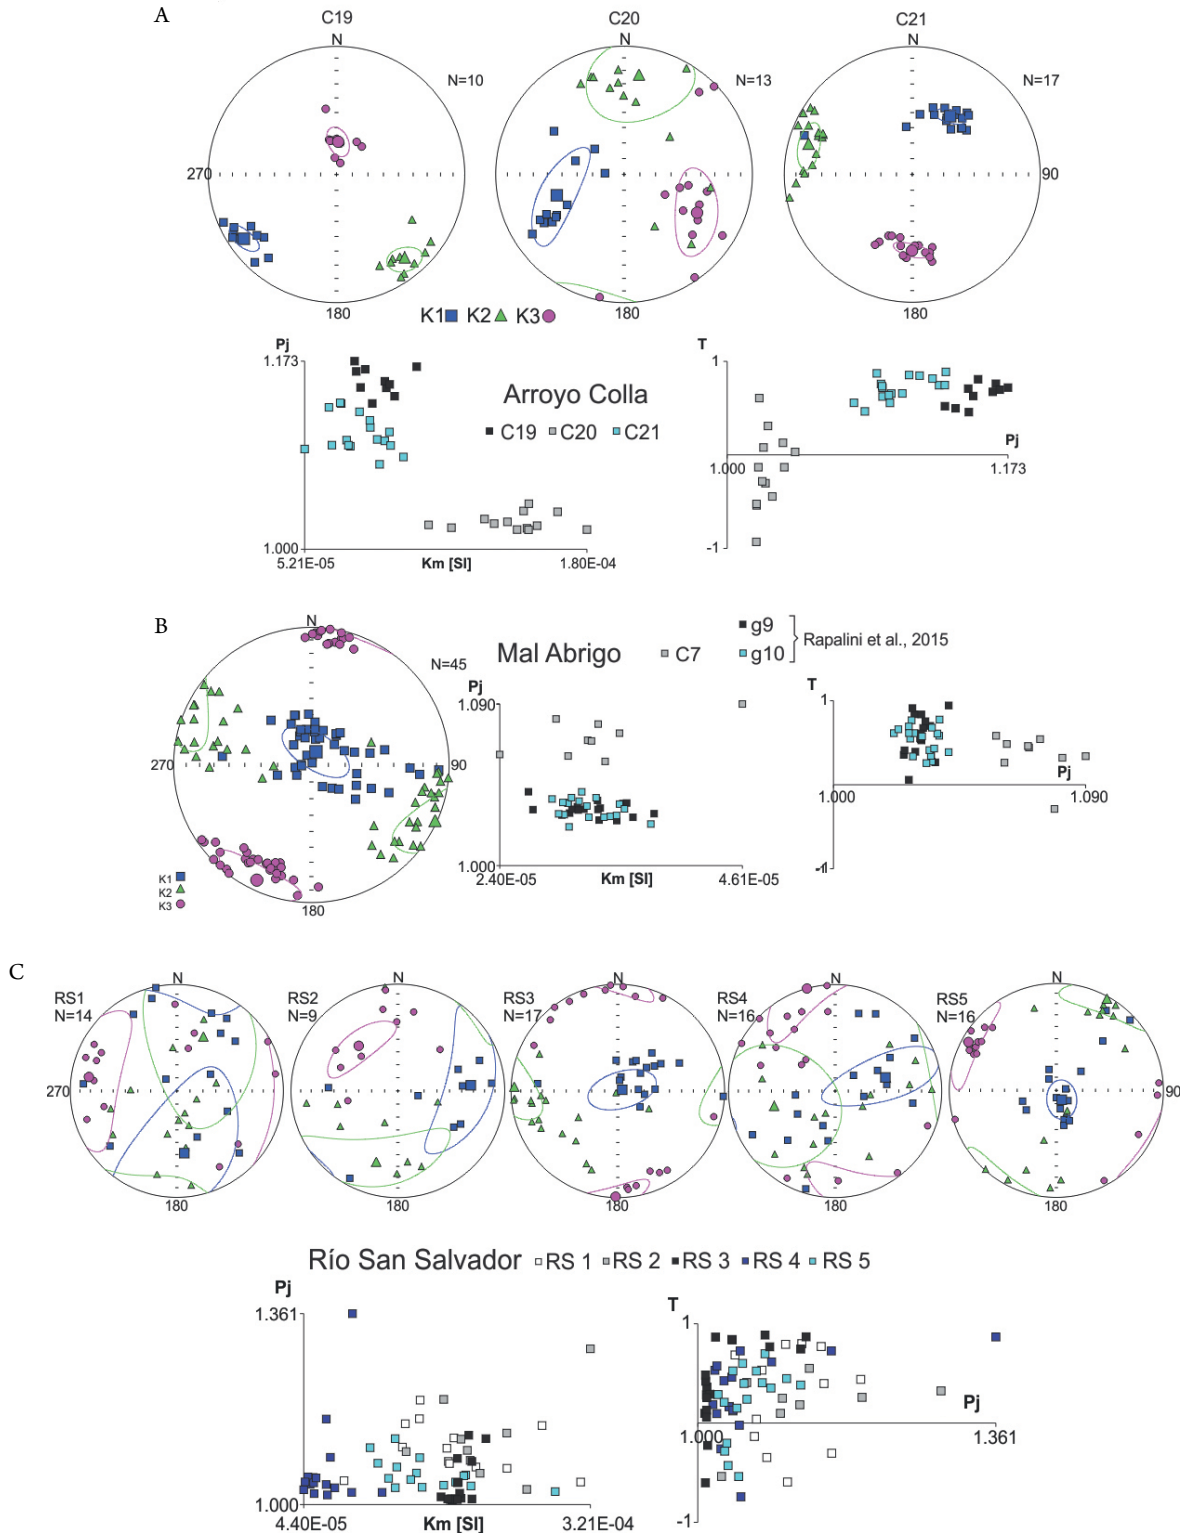 A
C19
C20
C21
N
N
N
N=10
N=13
N=17
270
90
180
180
180
K1 K2 K3
Pj
1.173
1.000
5.21E-05
Km [SI]
1.80E-04
Arroyo Colla
C19 C20 C21
T
1
Pj
1.000
1.173
-1
B
N
N=45
270
90
180
K1
K2
K3
Mal Abrigo
C7
g9
g10
Rapalini et al., 2015
Pj
1.090
1.000
2.40E-05
Km [SI]
4.61E-05
T
1
Pj
1.000
1.090
-1
C
N
N
N
N
N
RS1
N=14
RS2
N=9
RS3
N=17
RS4
N=16
RS5
N=16
270
90
180
180
180
180
180
Río San Salvador
RS 1 RS 2 RS 3 RS 4 RS 5
Pj
1.361
1.000
4.40E-05
Km [SI]
3.21E-04
T
1
Pj
1.000
1.361
-1